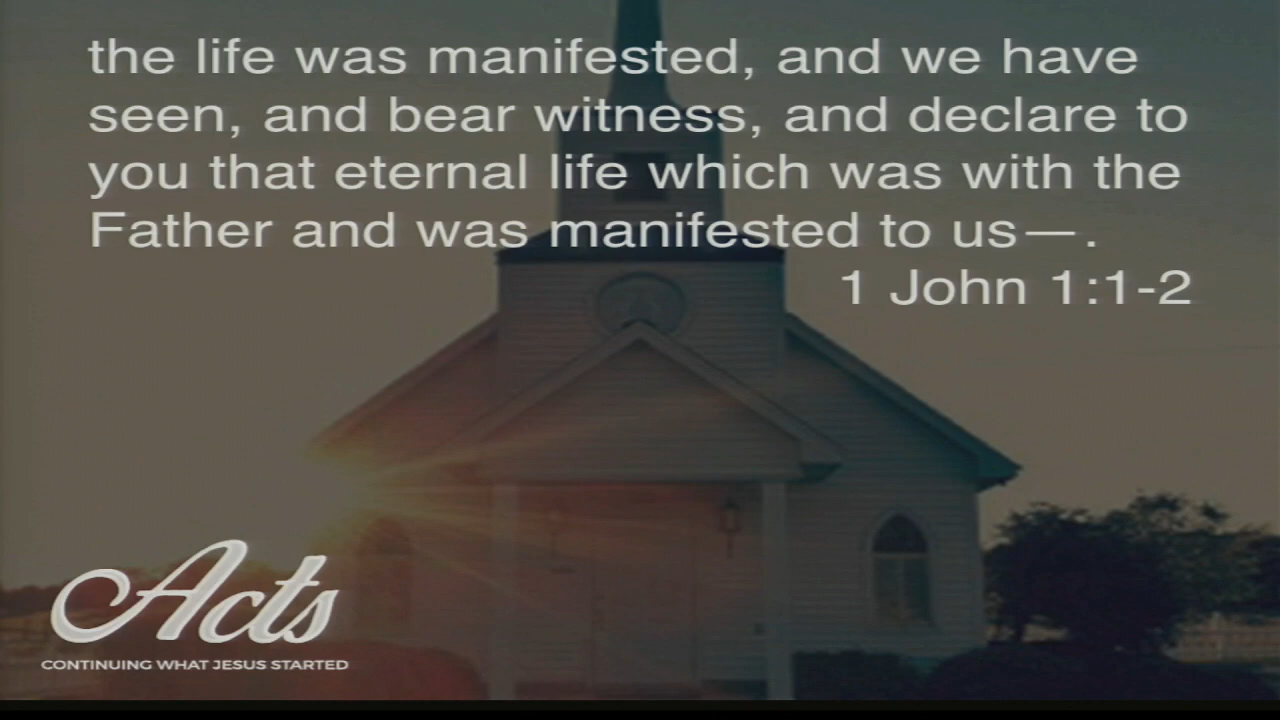 the life was manifested, and we have
seen, and bear witness, and declare to
you that eternal life which was with the
Father and was manifested to us—.
1 John 1:1-2
Acts
CONTINUING WHAT JESUS STARTED